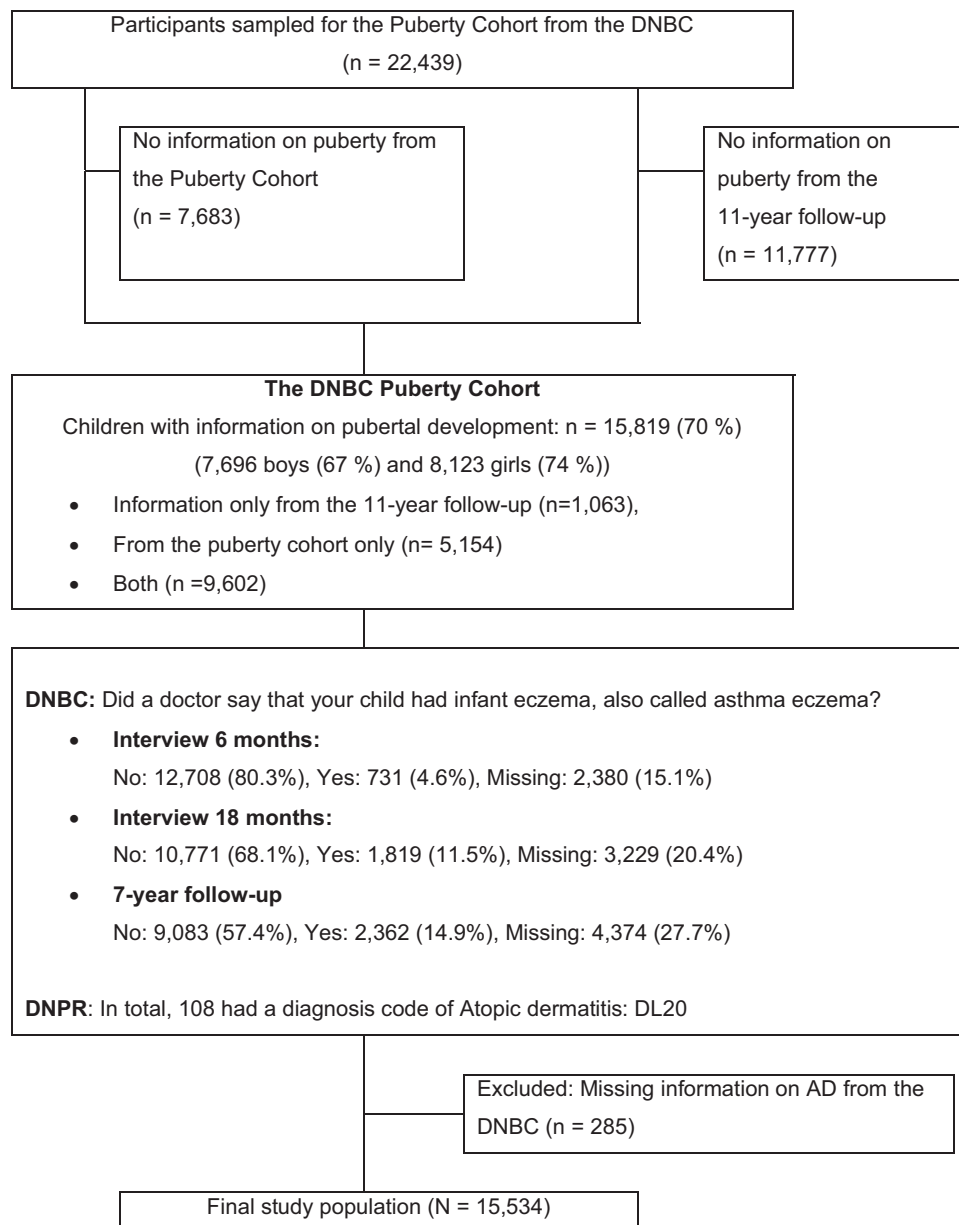 Participants sampled for the Puberty Cohort from the DNBC
(n = 22,439)
No information on puberty from
the Puberty Cohort
(n = 7,683)
No information on
puberty from the
11-year follow-up
(n = 11,777)
The DNBC Puberty Cohort
Children with information on pubertal development: n = 15,819 (70 %)
(7,696 boys (67 %) and 8,123 girls (74 %))
• Information only from the 11-year follow-up (n=1,063),
• From the puberty cohort only (n= 5,154)
• Both (n =9,602)
DNBC: Did a doctor say that your child had infant eczema, also called asthma eczema?
• Interview 6 months:
No: 12,708 (80.3%), Yes: 731 (4.6%), Missing: 2,380 (15.1%)
• Interview 18 months:
No: 10,771 (68.1%), Yes: 1,819 (11.5%), Missing: 3,229 (20.4%)
• 7-year follow-up
No: 9,083 (57.4%), Yes: 2,362 (14.9%), Missing: 4,374 (27.7%)
DNPR: In total, 108 had a diagnosis code of Atopic dermatitis: DL20
Excluded: Missing information on AD from the
DNBC (n = 285)
Final study population (N = 15,534)